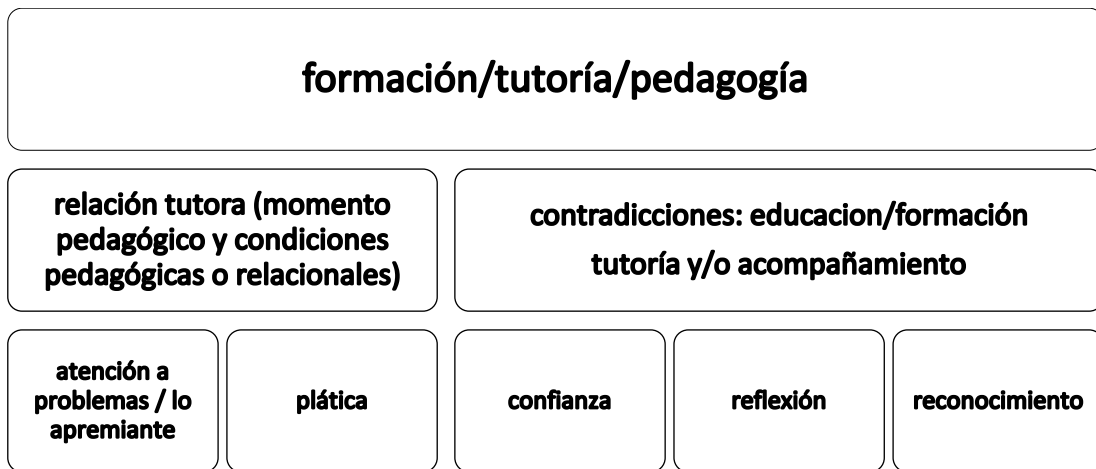 formación/tutoría/pedagogía
relación tutora (momento
pedagógico y condiciones
pedagógicas o relacionales)
contradicciones: educacion/formación
tutoría y/o acompañamiento
atención a
problemas / lo
apremiante
plática
confianza
reflexión
reconocimiento